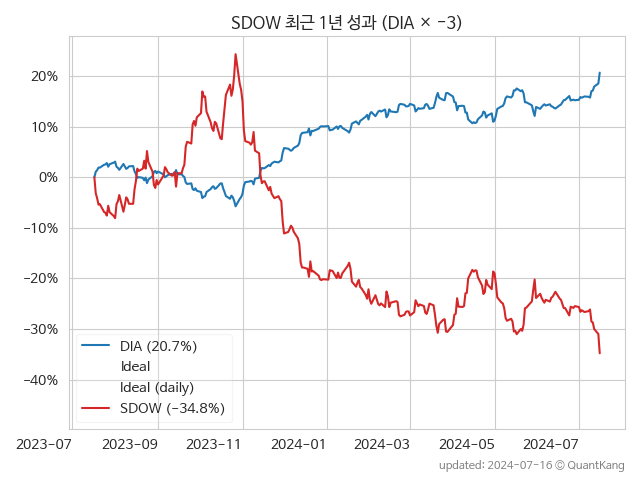 SDOW 최근 1년 성과 (DIA × −3)
20%
10%
0%
−10%
−20%
−30%
−40%
DIA (20.7%)
Ideal
Ideal (daily)
SDOW (−34.8%)
2023−07
2023−09
2023−11
2024−01
2024−03
2024−05
2024−07
updated: 2024-07-16 © QuantKang